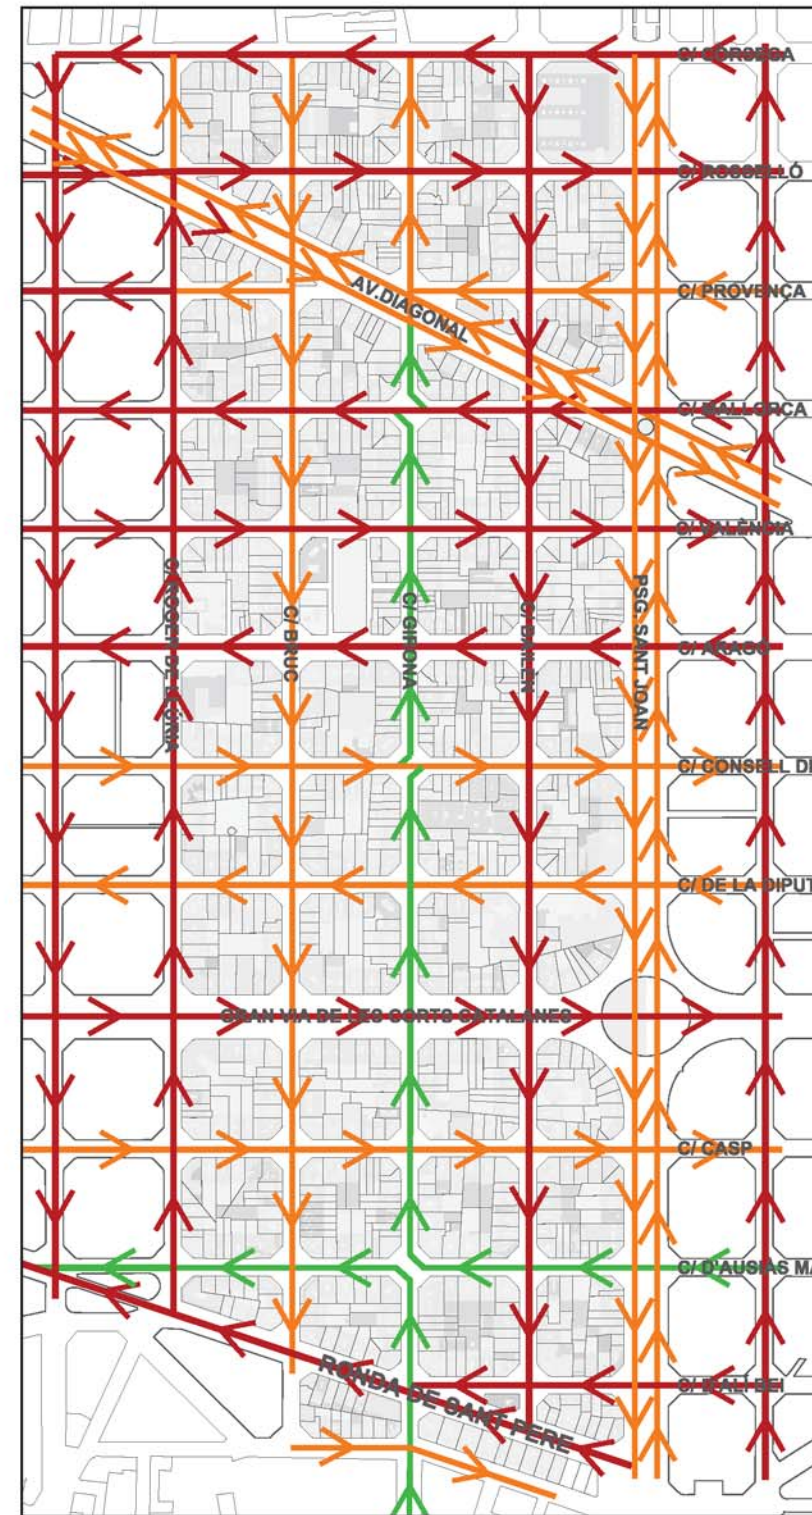 C/ CORSEGA
C/ ROSSELLÓ
C/ PROVENÇA
AV.DIAGONAL
C/ MALLORCA
C/ VALÈNCIA
C/ ROGER DE LLÚRIA
C/ BRUC
C/ GIRONA
C/ BAILÈN
PSG. SANT JOAN
C/ ARAGÓ
C/ CONSELL DE
C/ DE LA DIPUT
GRAN VIA DE LES CORTS CATALANES
C/ CASP
C/ D'AUSIÀS MA
C/ D'ALÍ BEI
RONDA DE SANT PERE